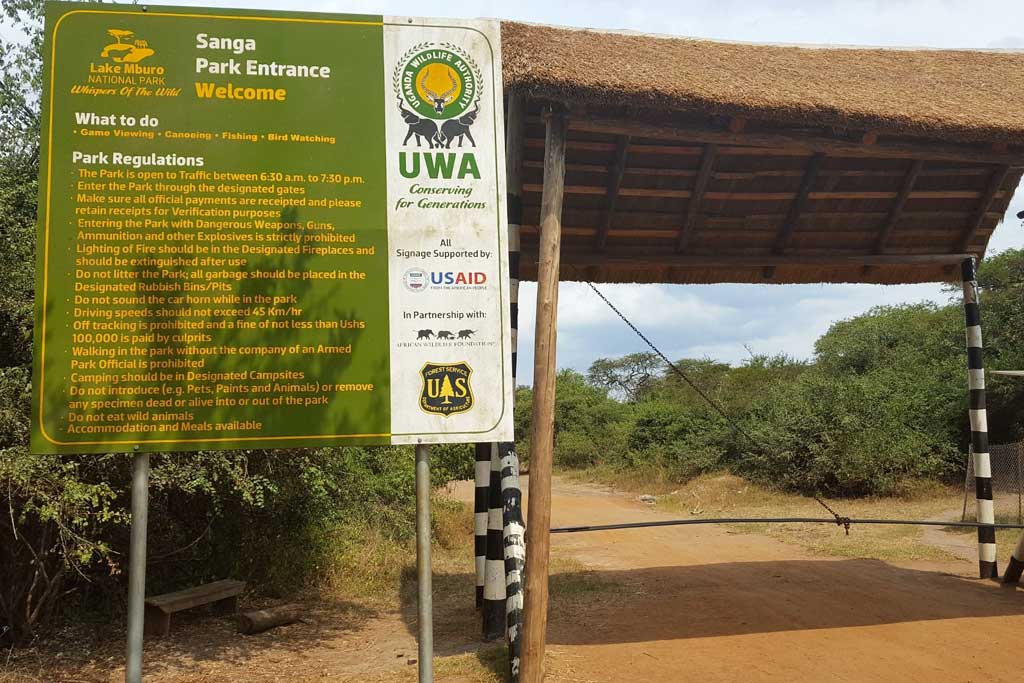 Lake Mburo
NATIONAL PARK
Whispers Of The Wild
Sanga
Park Entrance
Welcome
What to do
• Game Viewing • Canoeing • Fishing • Bird Watching
Park Regulations
· The Park is open to Traffic between 6:30 a.m. to 7:30 p.m.
· Enter the Park through the designated gates
· Make sure all official payments are receipted and please
retain receipts for Verification purposes
· Entering the Park with Dangerous Weapons, Guns,
Ammunition and other Explosives is strictly prohibited
· Lighting of Fire should be in the Designated Fireplaces and
should be extinguished after use
· Do not litter the Park; all garbage should be placed in the
Designated Rubbish Bins/Pits
· Do not sound the car horn while in the park
· Driving speeds should not exceed 45 Km/hr
· Off tracking is prohibited and a fine of not less than Ushs
100,000 is paid by culprits
· Walking in the park without the company of an Armed
Park Official is prohibited
· Camping should be in Designated Campsites
· Do not introduce (e.g. Pets, Paints and Animals) or remove
any specimen dead or alive into or out of the park
· Do not eat wild animals
· Accommodation and Meals available
UGANDA WILDLIFE AUTHORITY
UWA
Conserving
for Generations
All
Signage Supported by:
USAID
FROM THE AMERICAN PEOPLE
In Partnership with:
AFRICAN WILDLIFE FOUNDATION
FOREST SERVICE
U S
DEPARTMENT OF AGRICULTURE